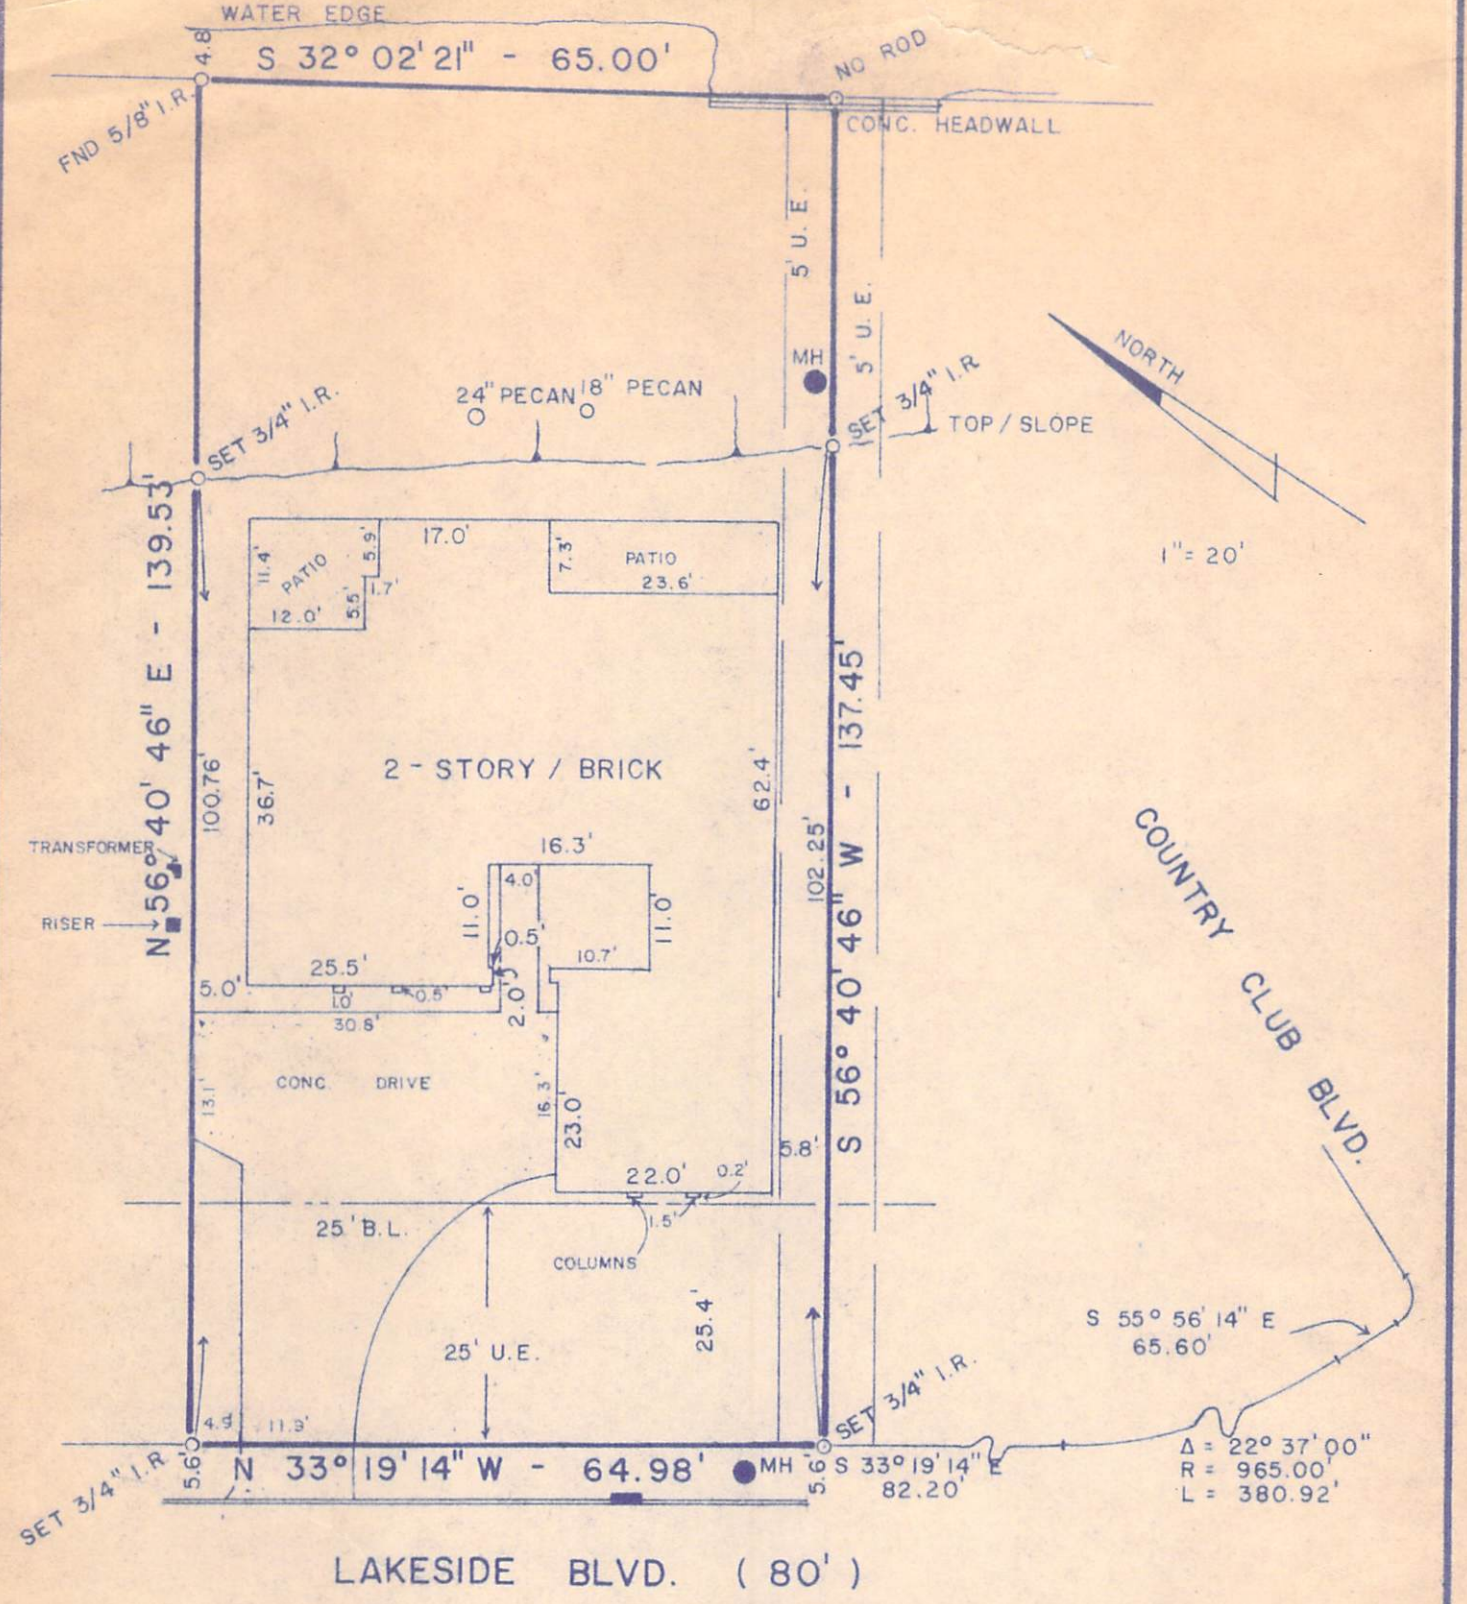 WATER EDGE
4.8
S 32° 02' 21" - 65.00'
NO ROD
FND 5/8" I.R.
CONC. HEADWALL
5' U.E.
5' U.E.
MH
NORTH
24" PECAN 18" PECAN
SET 3/4" I.R.
SET 3/4" I.R
TOP / SLOPE
1" = 20'
N 56° 40' 46" E - 139.53'
11.4'
PATIO
12.0'
5.9'
1.7'
5.5'
17.0'
7.3'
PATIO
23.6'
S 56° 40' 46" W - 137.45'
2 - STORY / BRICK
100.76'
36.7'
62.4'
102.25'
TRANSFORMER
RISER
16.3'
4.0'
11.0'
11.0'
0.5'
10.7'
25.5'
5.0'
1.0'
0.5'
2.0'
30.8'
CONC. DRIVE
13.1'
16.3'
23.0'
5.8'
22.0'
0.2'
1.5'
25' B.L.
COLUMNS
25' U.E.
25.4'
COUNTRY CLUB BLVD.
S 55° 56' 14" E
65.60'
SET 3/4" I.R.
4.9'
11.9'
SET 3/4" I.R
5.6'
N 33° 19' 14" W - 64.98'
MH
5.6'
S 33° 19' 14" E
82.20'
Δ = 22° 37' 00"
R = 965.00'
L = 380.92'
LAKESIDE BLVD. ( 80' )